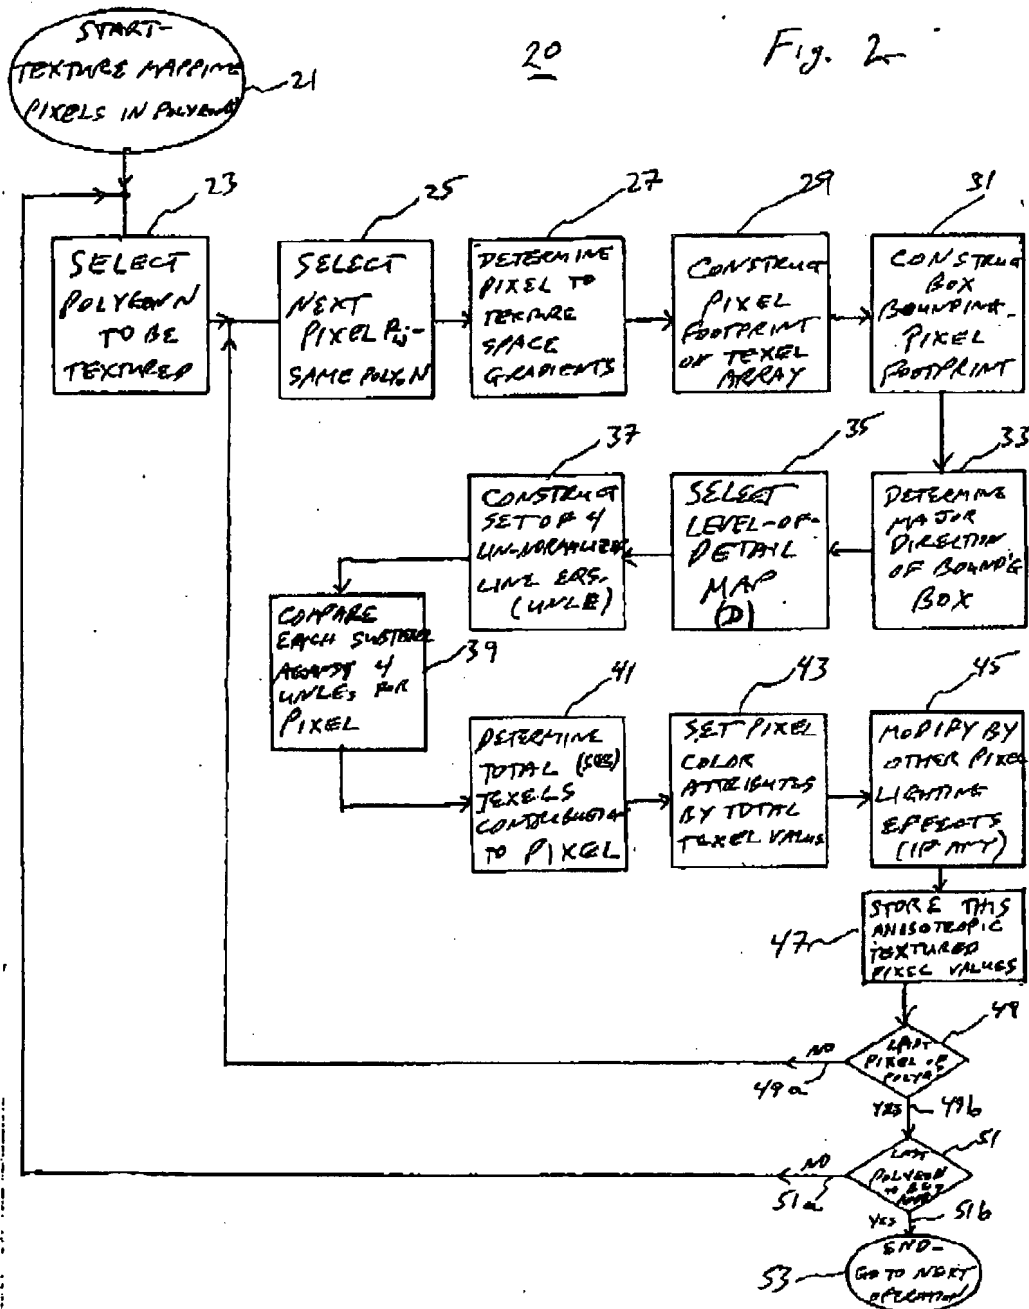 20
Fig. 2
START-
TEXTURE MAPPING
PIXELS IN POLYGON
21
23
25
27
29
31
SELECT
POLYGON
TO BE
TEXTURED
SELECT
NEXT
PIXEL Pij-
SAME POLYGN
DETERMINE
PIXEL TO
TEXTURE
SPACE
GRADIENTS
CONSTRUCT
PIXEL
FOOTPRINT
ON TEXEL
ARRAY
CONSTRUCT
BOX
BOUNDING
PIXEL
FOOTPRINT
37
35
33
CONSTRUCT
SET OF 4
UN-NORMALIZED
LINE EQS.
(UNLE)
SELECT
LEVEL-OF-
DETAIL
MAP
(D)
DETERMINE
MAJOR
DIRECTION
OF BOUND'G
BOX
COMPARE
EACH SUBTEXEL
AGAINST 4
UNLEs FOR
PIXEL
39
41
43
45
DETERMINE
TOTAL
TEXELS
CONTRIBUTION
TO PIXEL
SET PIXEL
COLOR
ATTRIBUTES
BY TOTAL
TEXEL VALUE
MODIFY BY
OTHER PIXEL
LIGHTING
EFFECTS
(IF ANY)
47
STORE THIS
ANISOTROPIC
TEXTURED
PIXEL VALUES
49
LAST
PIXEL OF
NO
49a
YES
49b
51
LAST
POLYGON
NO
51a
YES
51b
53
END-
GO TO NEXT
OPERATION